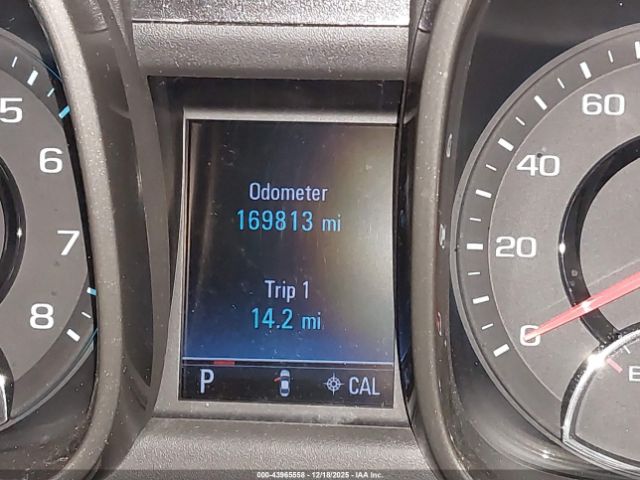 5
6
7
8
Odometer
169813 mi
Trip 1
14.2 mi
P
CAL
60
40
20
0
E
000-43965558 • 12/18/2025 • IAAI, Inc.